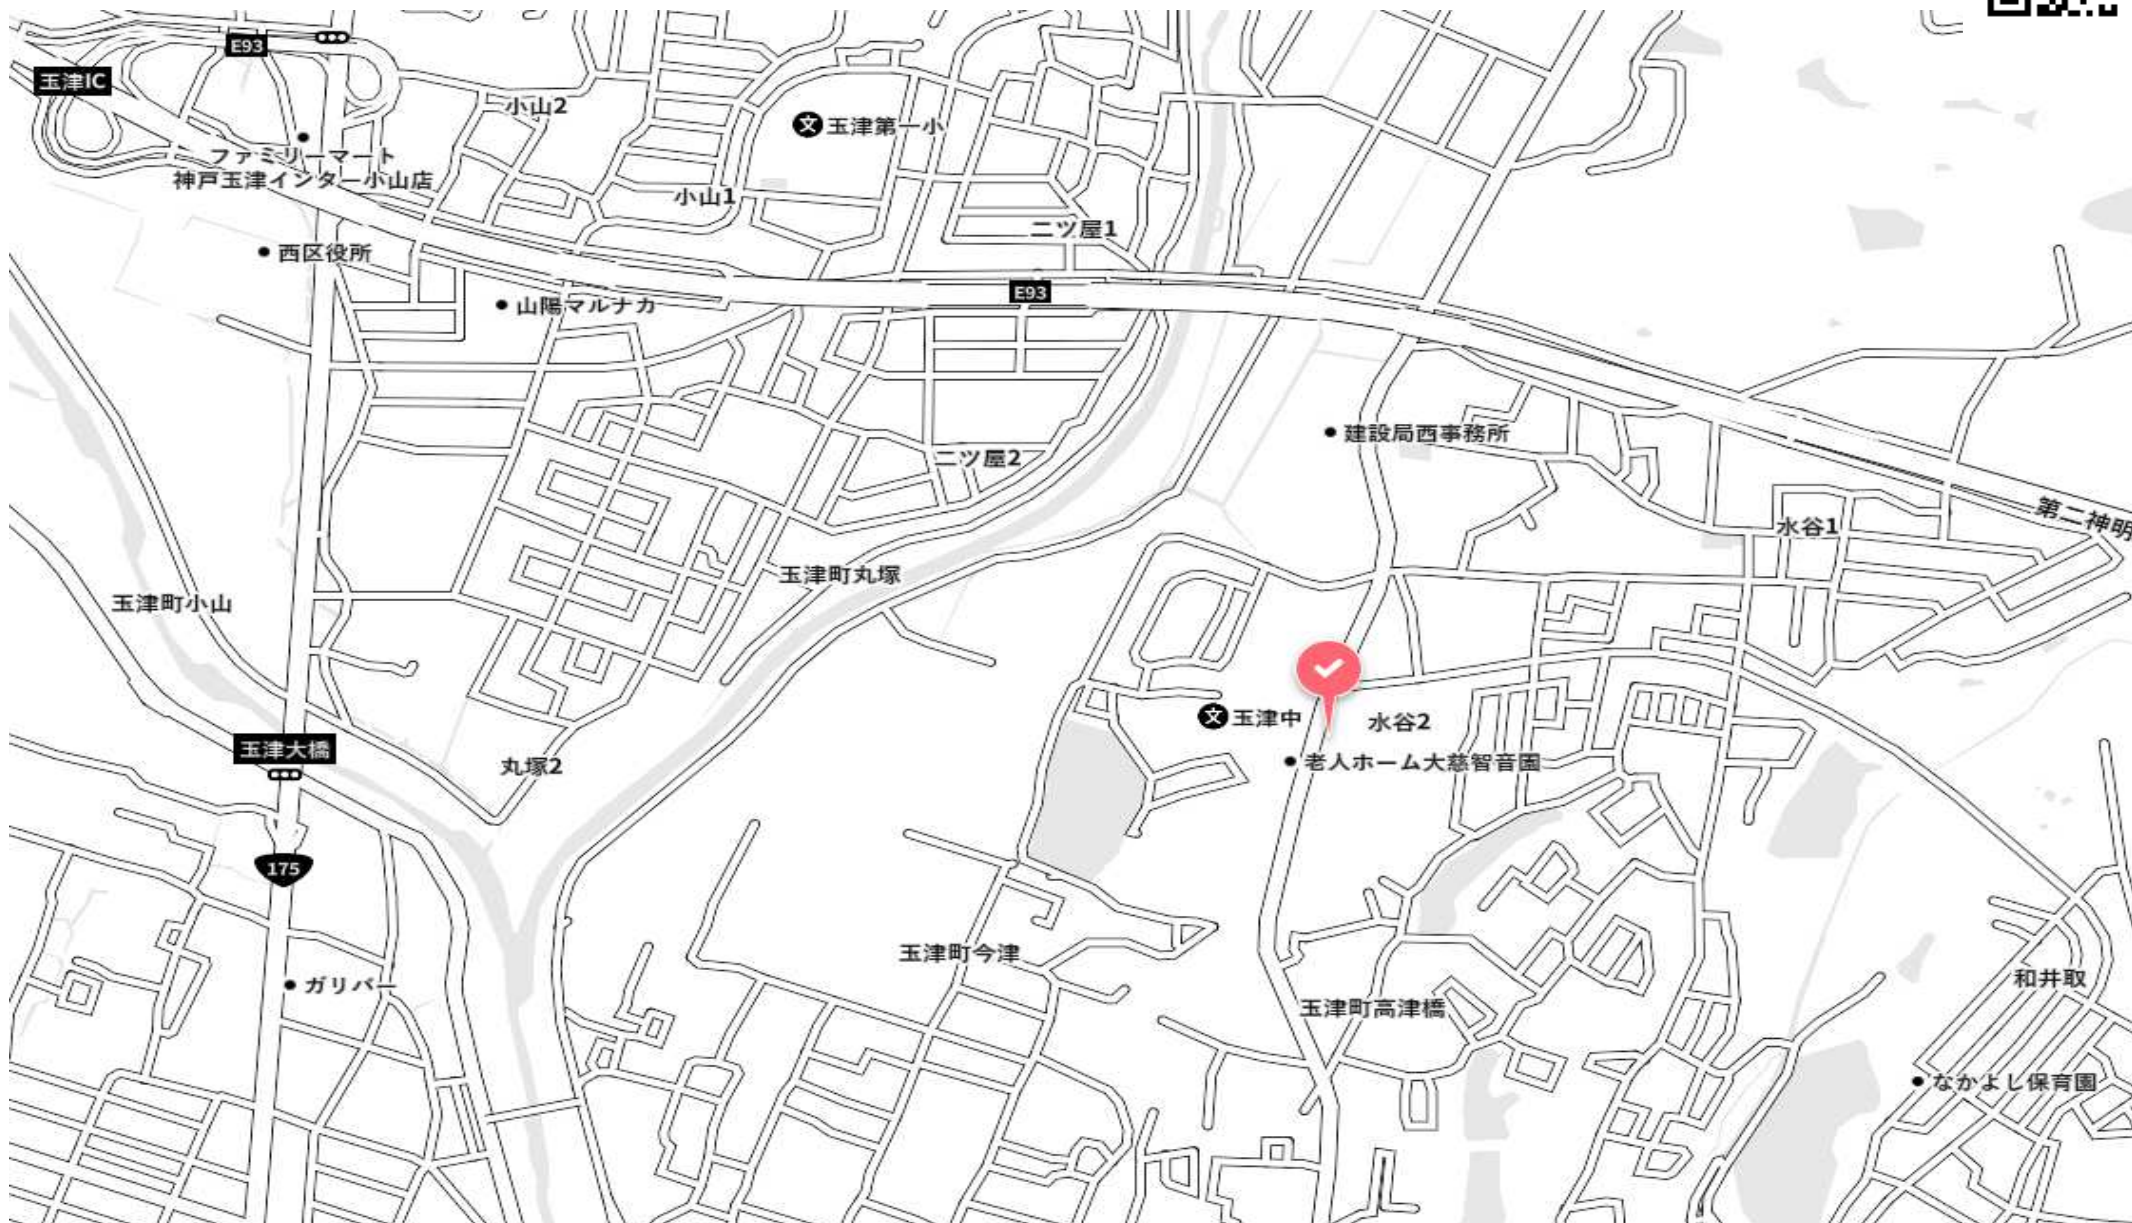 E93
玉津IC
小山2
玉津第一小
ファミリーマート
神戸玉津インター小山店
小山1
二ツ屋1
西区役所
E93
山陽マルナカ
建設局西事務所
二ツ屋2
第二神明
水谷1
玉津町丸塚
玉津町小山
玉津中
水谷2
玉津大橋
老人ホーム大慈智音園
丸塚2
175
玉津町今津
和井取
ガリバー
玉津町高津橋
なかよし保育園